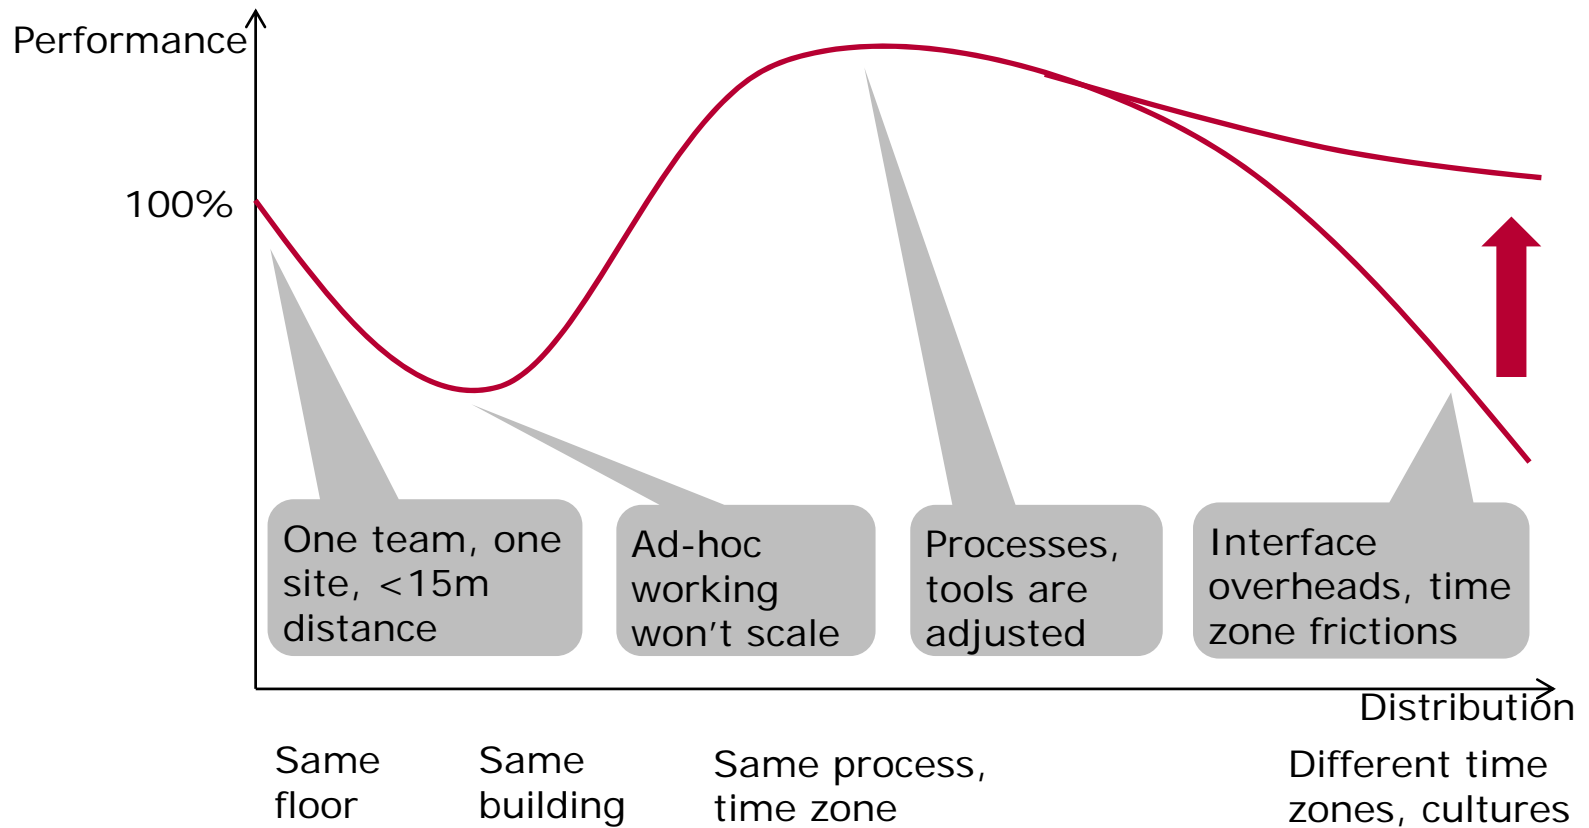 Performance
100%
One team, one
site, <15m
distance
Ad-hoc
working
won't scale
Processes,
tools are
adjusted
Interface
overheads, time
zone frictions
Distribution
Same
floor
Same
building
Same process,
time zone
Different time
zones, cultures